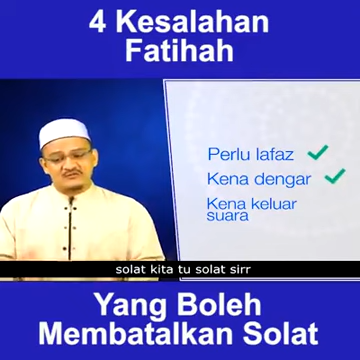 4 Kesalahan
Fatihah
Perlu lafaz
Kena dengar
Kena keluar
suara
solat kita tu solat sirr
Yang Boleh
Membatalkan Solat